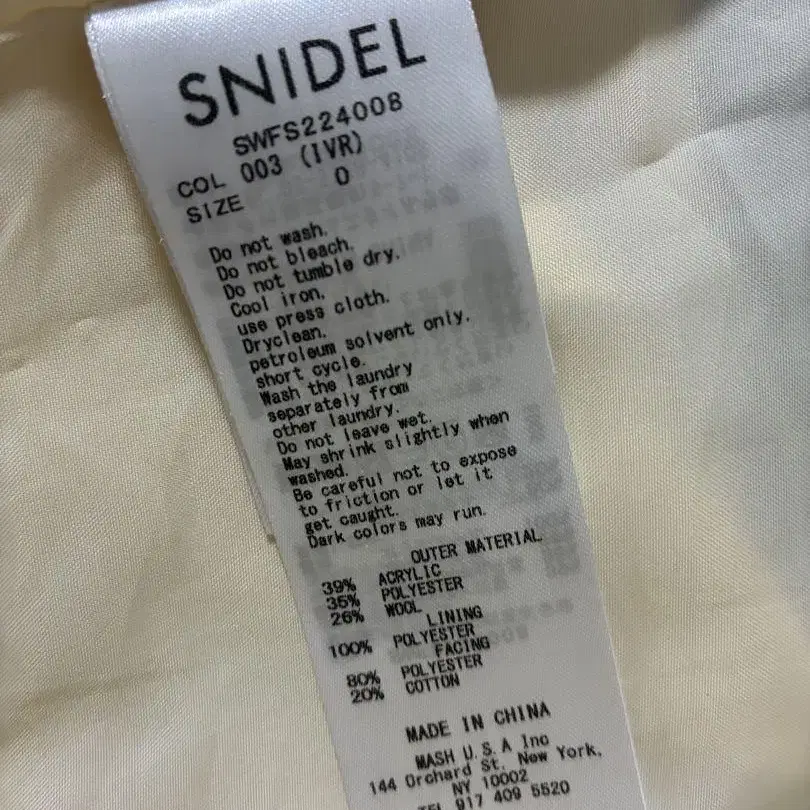 SNIDEL
SWFS224008
COL 003 (IVR)
SIZE 0
Do not wash.
Do not bleach.
Do not tumble dry.
Cool iron.
use press cloth.
Dryclean.
petroleum solvent only.
short cycle.
Wash the laundry
separately from
other laundry.
Do not leave wet.
May shrink slightly when
washed.
Be careful not to expose
to friction or let it
get caught.
Dark colors may run.
OUTER MATERIAL
39% ACRYLIC
35% POLYESTER
26% WOOL
LINING
100% POLYESTER
FACING
80% POLYESTER
20% COTTON
MADE IN CHINA
MASH U.S.A Inc
144 Orchard St. New York,
NY 10002
TEL 917 409 5520